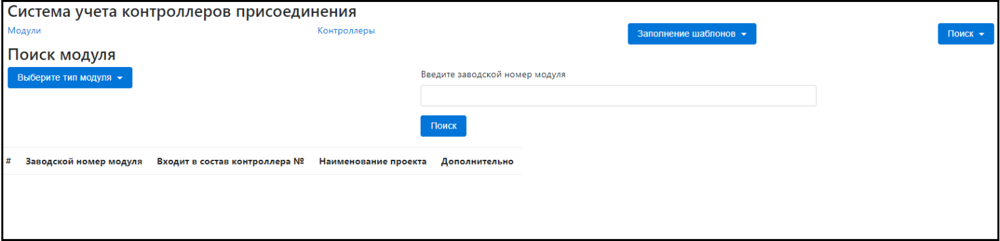 Система учета контроллеров присоединения
Модули Контроллеры Заполнение шаблонов Поиск
Поиск модуля
Выберите тип модуля Введите заводской номер модуля
Поиск
# Заводской номер модуля Входит в состав контроллера № Наименование проекта Дополнительно